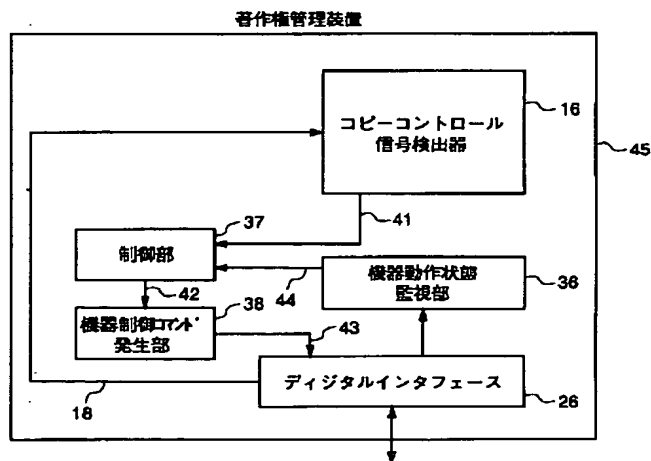 著作権管理装置
コピーコントロール
信号検出器
16
45
41
37
制御部
44
機器動作状態
監視部
36
42
38
機器制御コマンド
発生部
43
ディジタルインタフェース
18
26